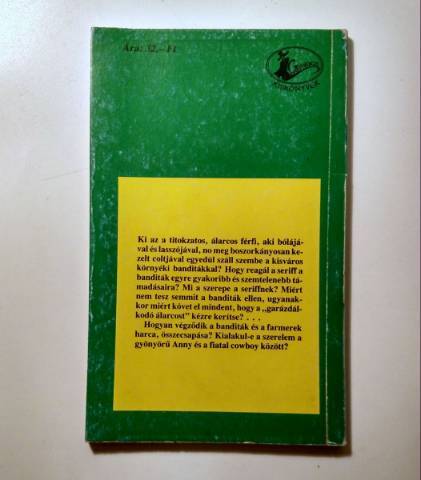 Ára: 32,— Ft
KISKÖNYVEK
Ki az a titokzatos, álarcos férfi, aki bólájá-
val és lasszójával, no meg boszorkányosan ke-
zelt coltjával egyedül száll szembe a kisváros
környéki banditákkal? Hogy reagál a seriff a
banditák egyre gyakoribb és szemtelenebb tá-
madásaira? Mi a szerepe a seriffnek? Miért
nem tesz semmit a banditák ellen, ugyanak-
kor miért követ el mindent, hogy a „garázdál-
kodó álarcost" kézre kerítse? . . .
Hogyan végződik a banditák és a farmerek
harca, összecsapása? Kialakul-e a szerelem a
gyönyörű Anny és a fiatal cowboy között?